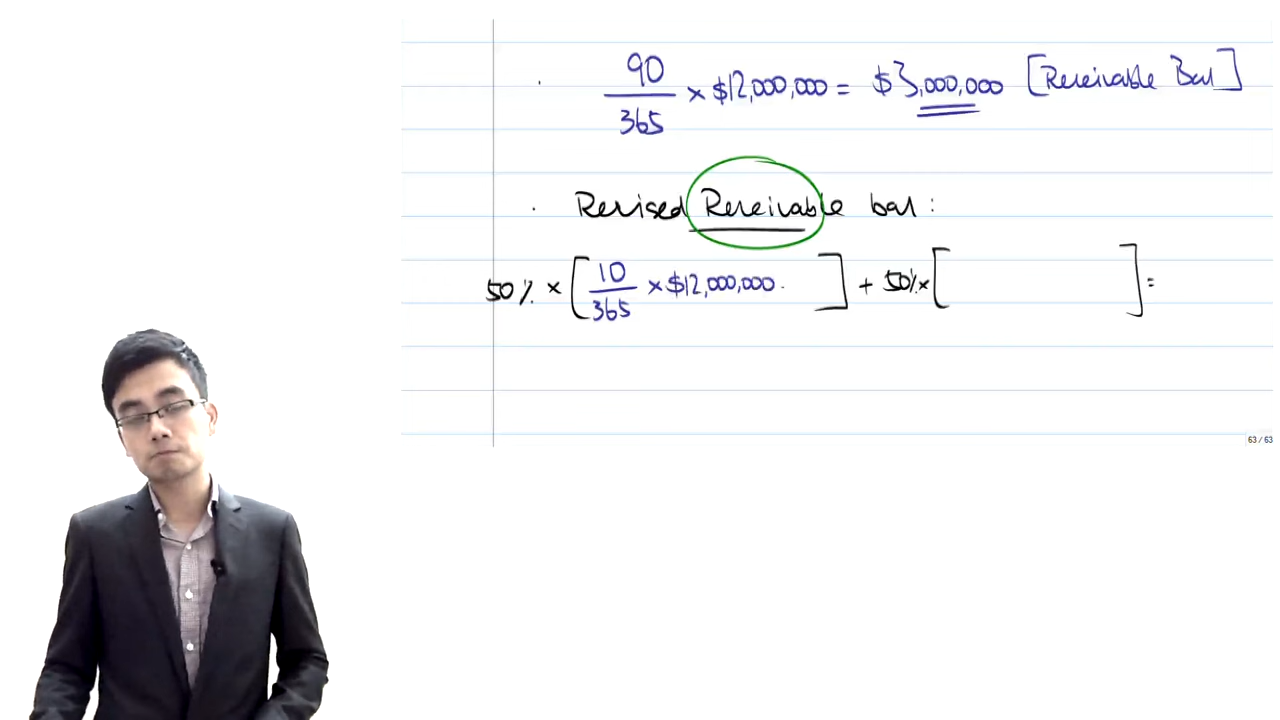 90/365 × $12,000,000 = $3,000,000 [Receivable Bal]
· Revised Receivable bal:
50% × [10/365 × $12,000,000 ] + 50% × [ ] =
63 / 63